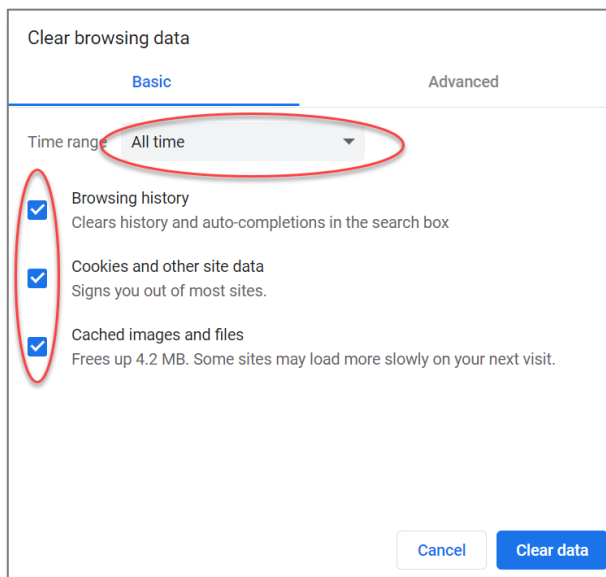 Clear browsing data
Basic Advanced
Time range All time
Browsing history
Clears history and auto-completions in the search box
Cookies and other site data
Signs you out of most sites.
Cached images and files
Frees up 4.2 MB. Some sites may load more slowly on your next visit.
Cancel Clear data